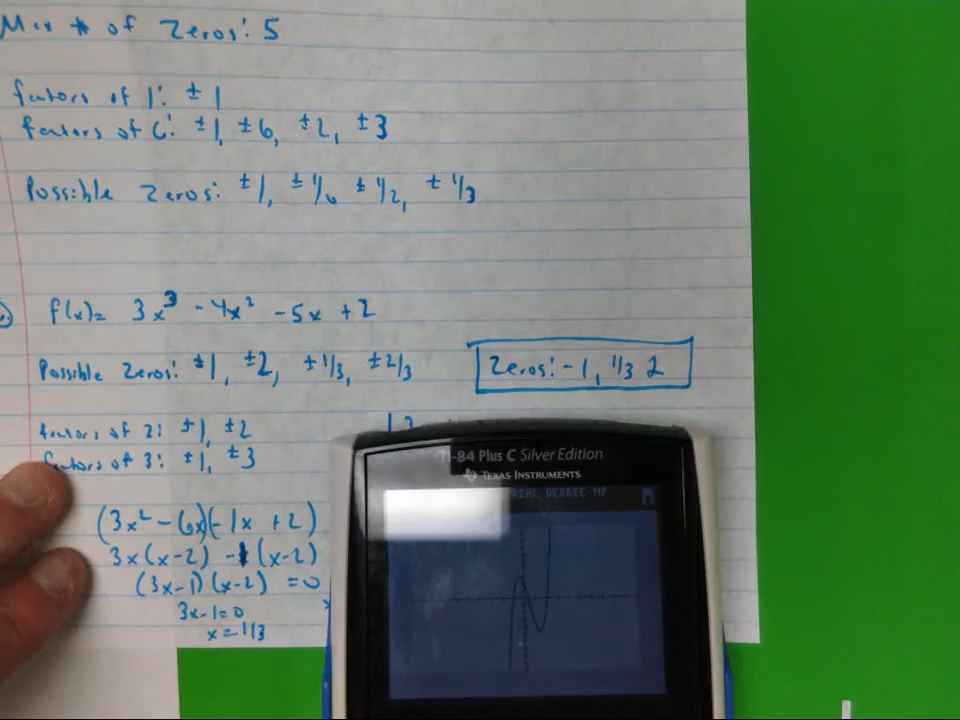 Max # of Zeros: 5
factors of 1: ± 1
factors of 6: ±1, ±6, ±2, ±3
Possible Zeros: ±1, ±1/6 ±1/2, ±1/3
f(x)= 3x³ -4x² -5x +2
Possible Zeros: ±1, ±2, ±1/3, ±2/3
Zeros: -1, 1/3 2
factors of 2: ±1, ±2
factors of 3: ±1, ±3
(3x² - 6x)(-1x +2)
3x(x-2) -1(x-2)
(3x-1)(x-2) =0
3x-1=0
x=1/3
TI-84 Plus C Silver Edition
TEXAS INSTRUMENTS
REAL DEGREE MP